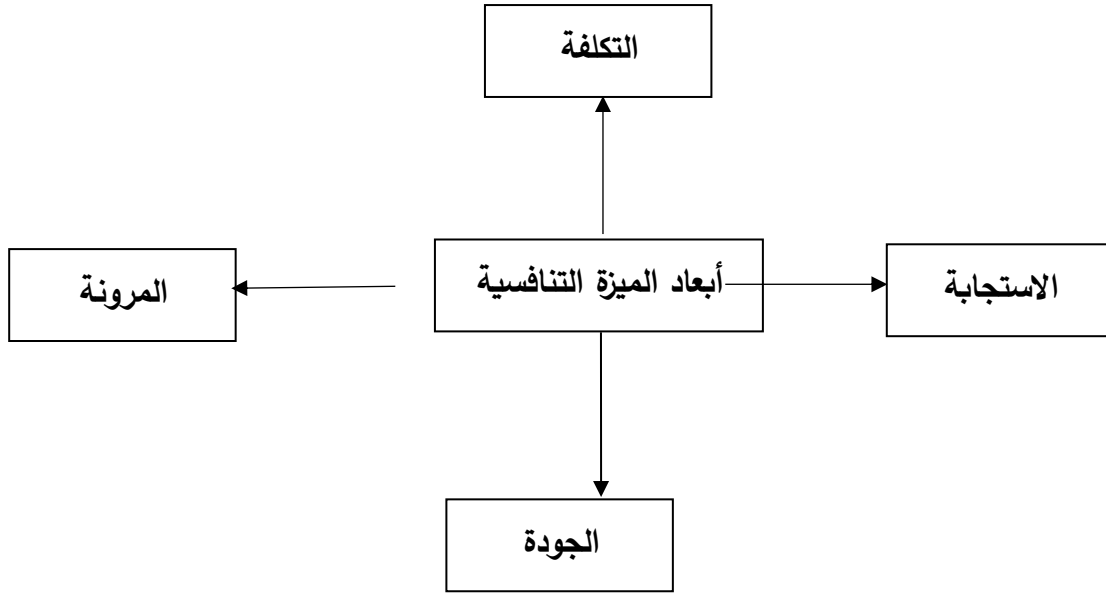 التكلفة
الاستجابة
أبعاد الميزة التنافسية
المرونة
الجودة